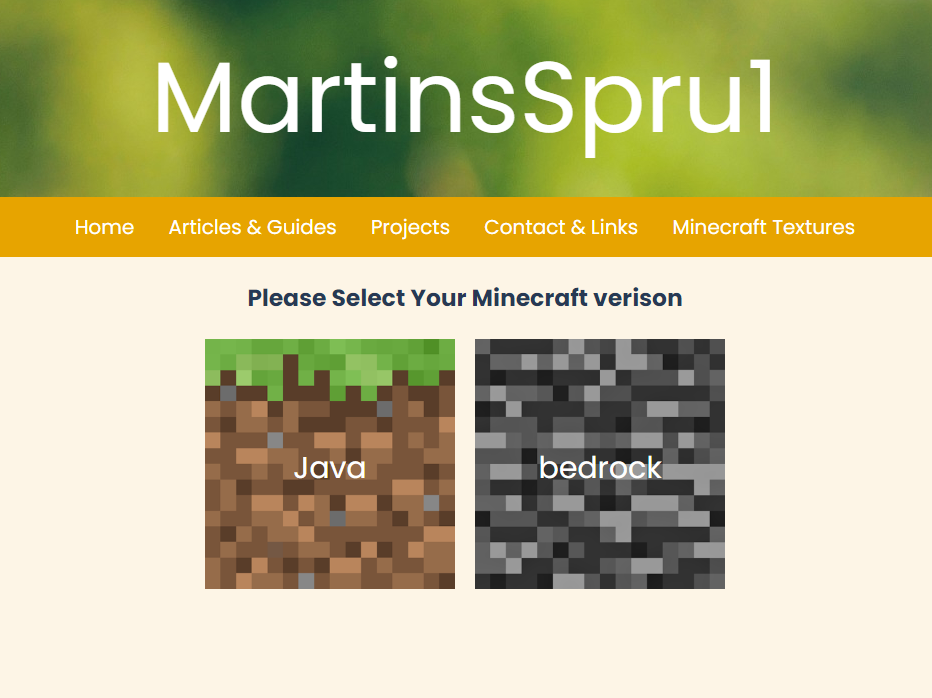 MartinsSpru1
Home Articles & Guides Projects Contact & Links Minecraft Textures
Please Select Your Minecraft verison
Java bedrock